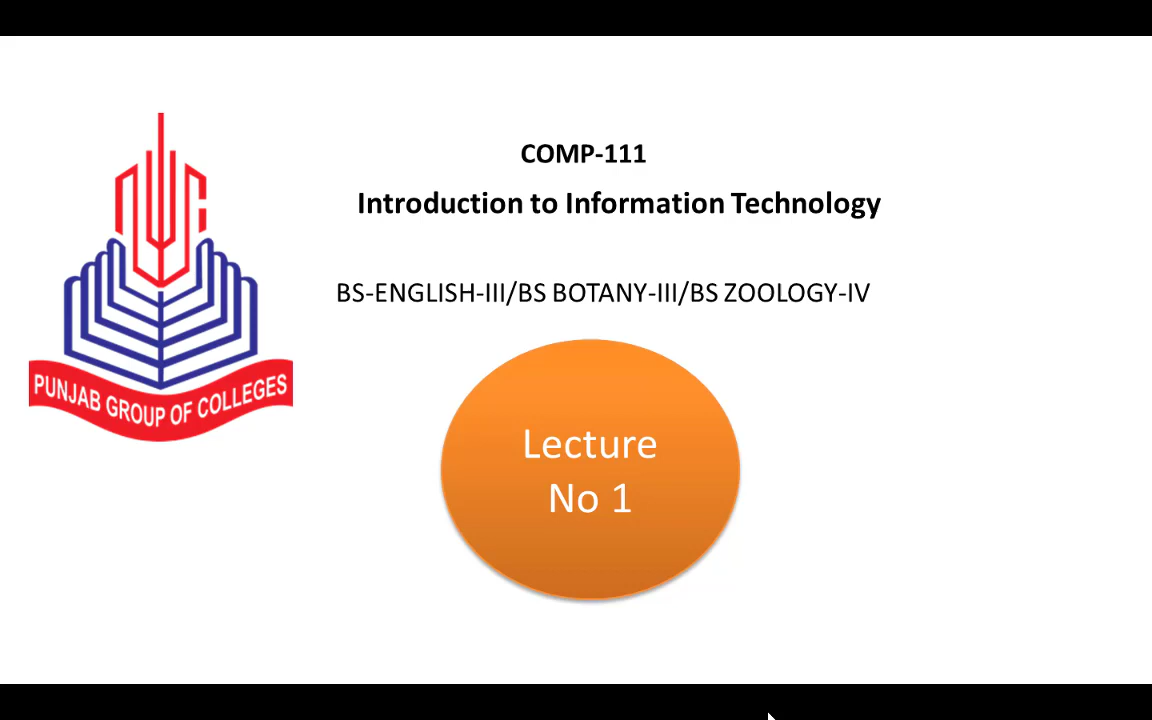 COMP-111
Introduction to Information Technology
BS-ENGLISH-III/BS BOTANY-III/BS ZOOLOGY-IV
PUNJAB GROUP OF COLLEGES
Lecture
No 1